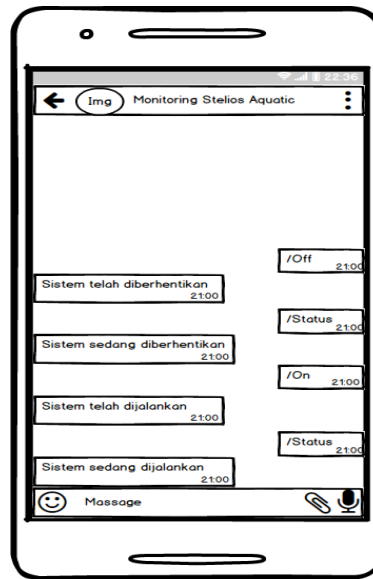 22:36
Img Monitoring Stelios Aquatic
/Off
21:00
Sistem telah diberhentikan
21:00
/Status
21:00
Sistem sedang diberhentikan
21:00
/On
21:00
Sistem telah dijalankan
21:00
/Status
21:00
Sistem sedang dijalankan
21:00
Massage